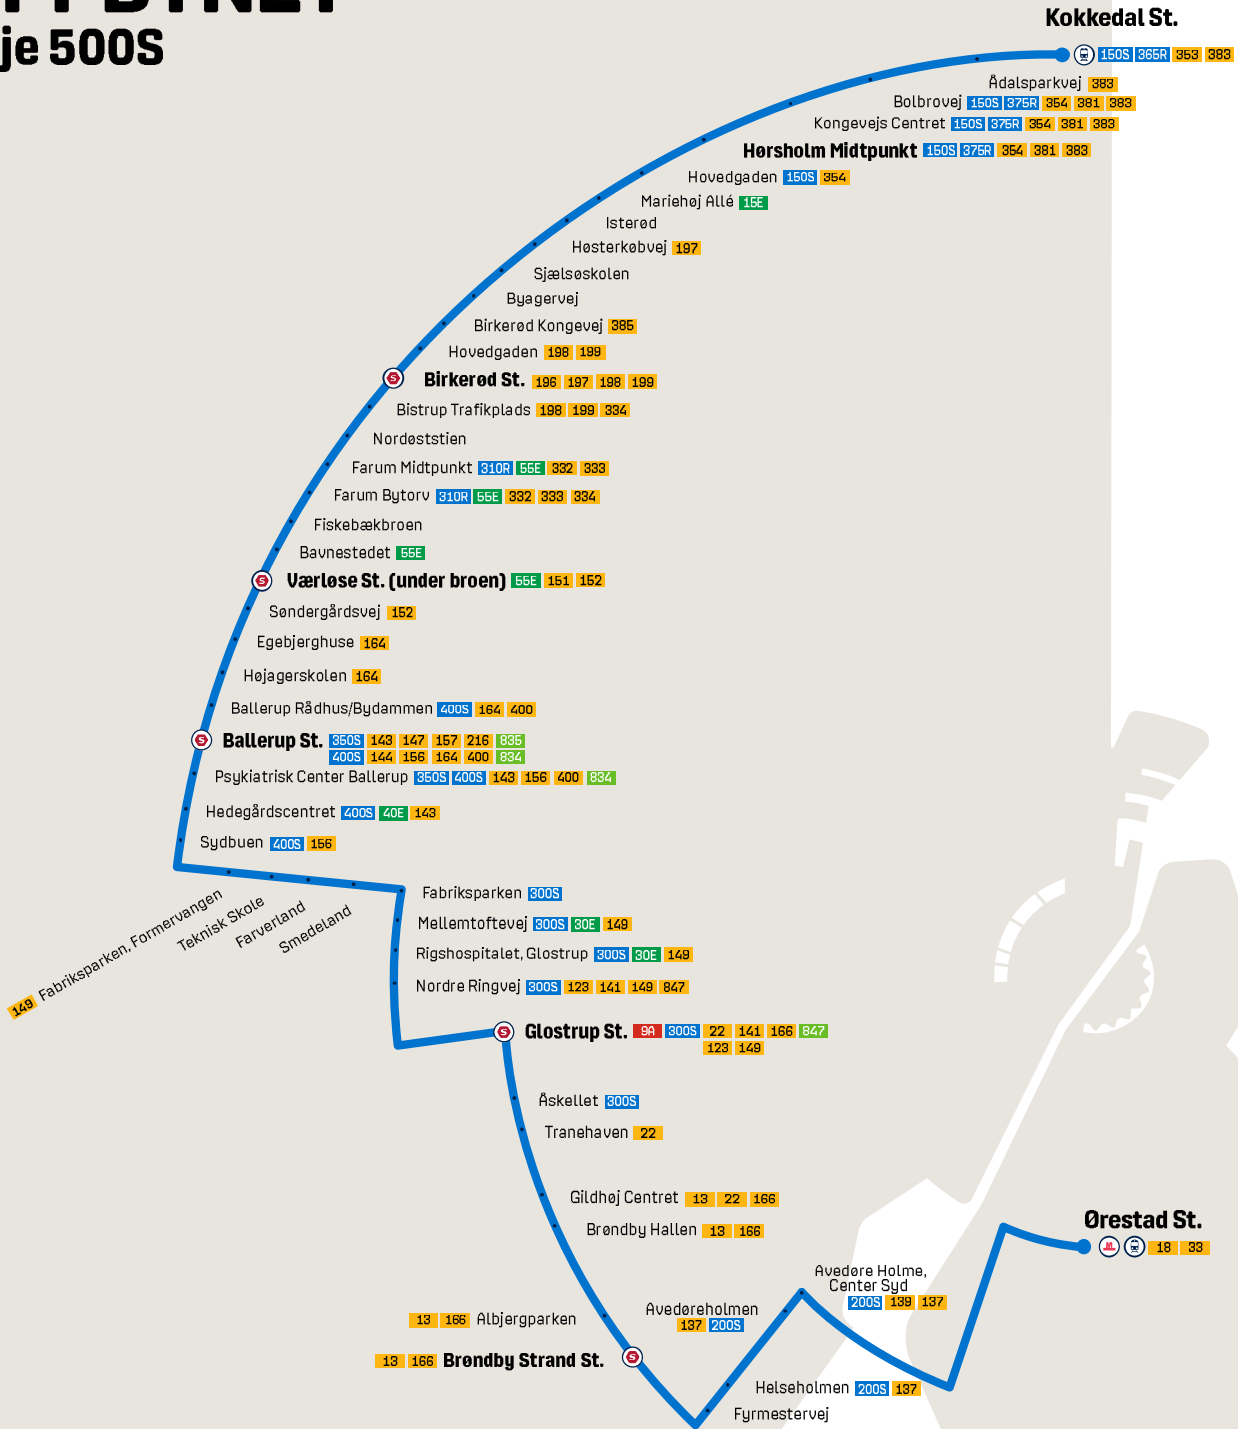 je 500S
Kokkedal St.
150S 365R 353 383
Ådalsparkvej 383
Bolbrovej 150S 375R 354 381 383
Kongevejs Centret 150S 375R 354 381 383
Hørsholm Midtpunkt 150S 375R 354 381 383
Hovedgaden 150S 354
Mariehøj Allé 15E
Isterød
Høsterkøbvej 197
Sjælsøskolen
Byagervej
Birkerød Kongevej 385
Hovedgaden 198 199
S Birkerød St. 196 197 198 199
Bistrup Trafikplads 198 199 334
Nordøststien
Farum Midtpunkt 310R 55E 332 333
Farum Bytorv 310R 55E 332 333 334
Fiskebækbroen
Bavnestedet 55E
S Værløse St. (under broen) 55E 151 152
Søndergårdsvej 152
Egebjerghuse 164
Højagerskolen 164
Ballerup Rådhus/Bydammen 400S 164 400
S Ballerup St. 350S 143 147 157 216 835
400S 144 156 164 400 834
Psykiatrisk Center Ballerup 350S 400S 143 156 400 834
Hedegårdscentret 400S 40E 143
Sydbuen 400S 156
149 Fabriksparken, Formervangen
Teknisk Skole
Farverland
Smedeland
Fabriksparken 300S
Mellemtoftevej 300S 30E 149
Rigshospitalet, Glostrup 300S 30E 149
Nordre Ringvej 300S 123 141 149 847
S Glostrup St. 9A 300S 22 141 166 847
123 149
Åskellet 300S
Tranehaven 22
Gildhøj Centret 13 22 166
Brøndby Hallen 13 166
13 166 Albjergparken
13 166 Brøndby Strand St. S
Fyrmestervej
Helseholmen 200S 137
Avedøreholmen
137 200S
Avedøre Holme,
Center Syd
200S 139 137
Ørestad St.
18 33